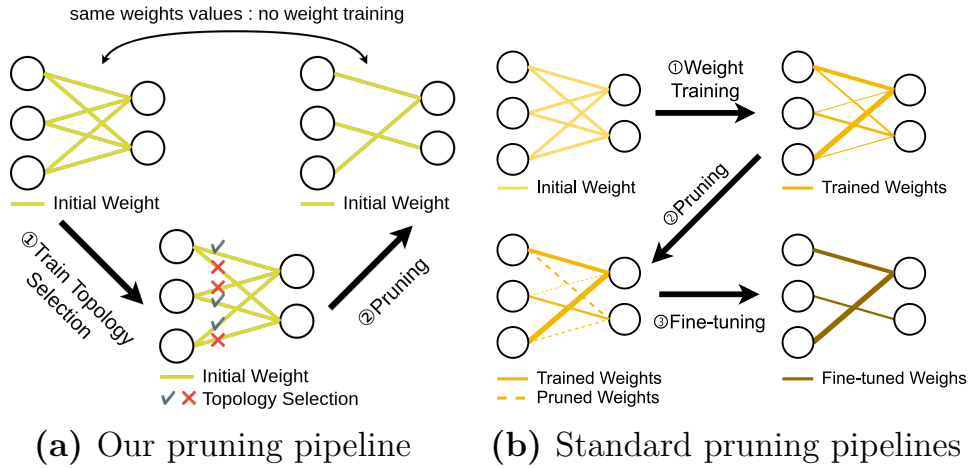 same weights values : no weight training
Initial Weight
Initial Weight
①Train Topology
Selection
②Pruning
Initial Weight
Topology Selection
(a) Our pruning pipeline
①Weight
Training
Initial Weight
Trained Weights
②Pruning
③Fine-tuning
Trained Weights
Pruned Weights
Fine-tuned Weighs
(b) Standard pruning pipelines